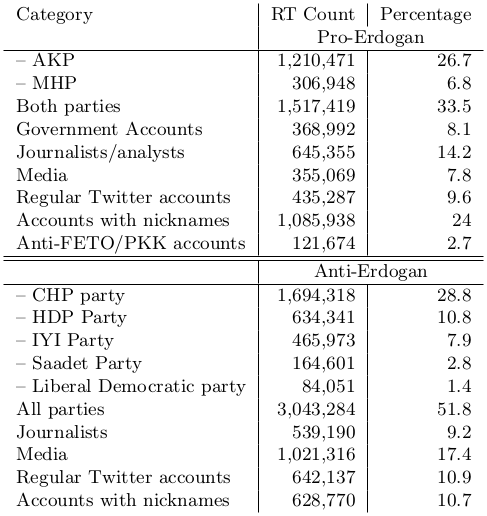 Category RT Count Percentage
Pro-Erdogan
– AKP 1,210,471 26.7
– MHP 306,948 6.8
Both parties 1,517,419 33.5
Government Accounts 368,992 8.1
Journalists/analysts 645,355 14.2
Media 355,069 7.8
Regular Twitter accounts 435,287 9.6
Accounts with nicknames 1,085,938 24
Anti-FETO/PKK accounts 121,674 2.7
Anti-Erdogan
– CHP party 1,694,318 28.8
– HDP Party 634,341 10.8
– IYI Party 465,973 7.9
– Saadet Party 164,601 2.8
– Liberal Democratic party 84,051 1.4
All parties 3,043,284 51.8
Journalists 539,190 9.2
Media 1,021,316 17.4
Regular Twitter accounts 642,137 10.9
Accounts with nicknames 628,770 10.7